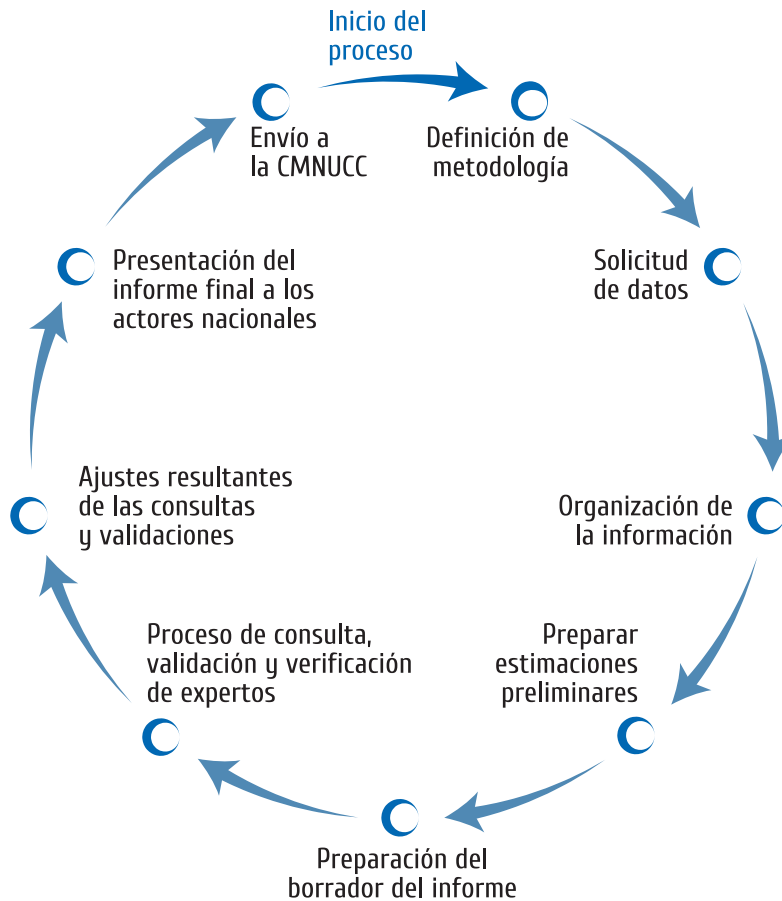 Inicio del
proceso
Definición de
metodología
Solicitud
de datos
Organización de
la información
Preparar
estimaciones
preliminares
Preparación del
borrador del informe
Proceso de consulta,
validación y verificación
de expertos
Ajustes resultantes
de las consultas
y validaciones
Presentación del
informe final a los
actores nacionales
Envío a
la CMNUCC